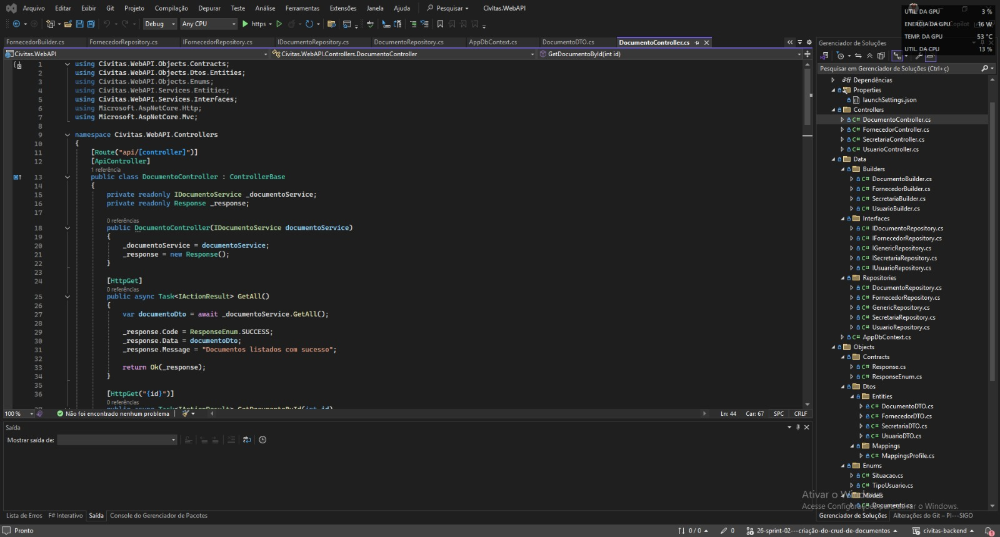 Arquivo Editar Exibir Git Projeto Compilação Depurar Teste Análise Ferramentas Extensões Janela Ajuda Pesquisar Civitas.WebAPI
Debug Any CPU https
UTIL DA GPU 3 %
ENERGIA DA GPU 16 W
TEMP. DA GPU 53 °C
UTIL DA CPU 13 %
FornecedorBuilder.cs FornecedorRepository.cs IFornecedorRepository.cs IDocumentoRepository.cs DocumentoRepository.cs AppDbContext.cs DocumentoDTO.cs DocumentoController.cs
Civitas.WebAPI Civitas.WebAPI.Controllers.DocumentoController GetDocumentoById(int id)
1 using Civitas.WebAPI.Objects.Contracts;
2 using Civitas.WebAPI.Objects.Dtos.Entities;
3 using Civitas.WebAPI.Objects.Enums;
4 using Civitas.WebAPI.Services.Entities;
5 using Civitas.WebAPI.Services.Interfaces;
6 using Microsoft.AspNetCore.Http;
7 using Microsoft.AspNetCore.Mvc;
8
9 namespace Civitas.WebAPI.Controllers
10 {
11 [Route("api/[controller]")]
12 [ApiController]
1 referência
13 public class DocumentoController : ControllerBase
14 {
15 private readonly IDocumentoService _documentoService;
16 private readonly Response _response;
17
0 referências
18 public DocumentoController(IDocumentoService documentoService)
19 {
20 _documentoService = documentoService;
21 _response = new Response();
22 }
23
24 [HttpGet]
0 referências
25 public async Task<IActionResult> GetAll()
26 {
27 var documentoDto = await _documentoService.GetAll();
28
29 _response.Code = ResponseEnum.SUCCESS;
30 _response.Data = documentoDto;
31 _response.Message = "Documentos listados com sucesso";
32
33 return Ok(_response);
34 }
35
36 [HttpGet("{id}")]
0 referências
public async Task<IActionResult> GetDocumentoById(int id)
100 % Não foi encontrado nenhum problema Ln: 44 Car: 67 SPC CRLF
Saída
Mostrar saída de:
Lista de Erros F# Interativo Saída Console do Gerenciador de Pacotes
Gerenciador de Soluções
Pesquisar em Gerenciador de Soluções (Ctrl+ç)
Dependências
Properties
launchSettings.json
Controllers
C# DocumentoController.cs
C# FornecedorController.cs
C# SecretariaController.cs
C# UsuarioController.cs
Data
Builders
C# DocumentoBuilder.cs
C# FornecedorBuilder.cs
C# SecretariaBuilder.cs
C# UsuarioBuilder.cs
Interfaces
C# IDocumentoRepository.cs
C# IFornecedorRepository.cs
C# IGenericRepository.cs
C# ISecretariaRepository.cs
C# IUsuarioRepository.cs
Repositories
C# DocumentoRepository.cs
C# FornecedorRepository.cs
C# GenericRepository.cs
C# SecretariaRepository.cs
C# UsuarioRepository.cs
C# AppDbContext.cs
Objects
Contracts
C# Response.cs
C# ResponseEnum.cs
Dtos
Entities
C# DocumentoDTO.cs
C# FornecedorDTO.cs
C# SecretariaDTO.cs
C# UsuarioDTO.cs
Mappings
C# MappingsProfile.cs
Enums
C# Situacao.cs
C# TipoUsuario.cs
Models
C# Documento.cs
Ativar o Windows
Acesse Configurações para ativar o Windows.
Gerenciador de Soluções Alterações do Git – PI---SIGO
Pronto 0 / 0 0 26-sprint-02---criação-do-crud-de-documentos civitas-backend 1